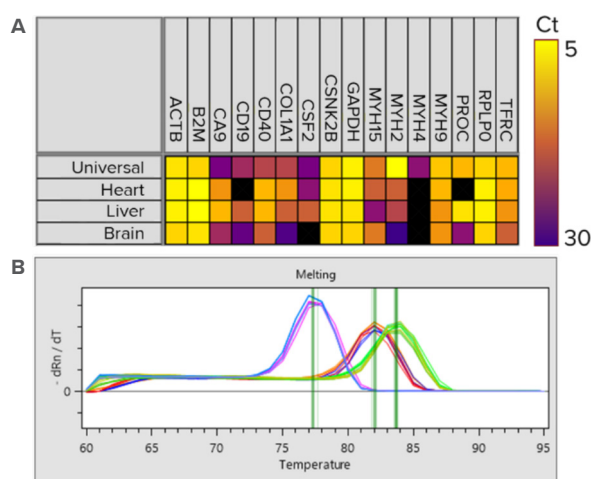 A
Ct
5
30
ACTB B2M CA9 CD19 CD40 COL1A1 CSF2 CSNK2B GAPDH MYH15 MYH2 MYH4 MYH9 PROC RPLP0 TFRC
Universal
Heart
Liver
Brain
B
Melting
- dRn / dT
0
60 65 70 75 80 85 90 95
Temperature